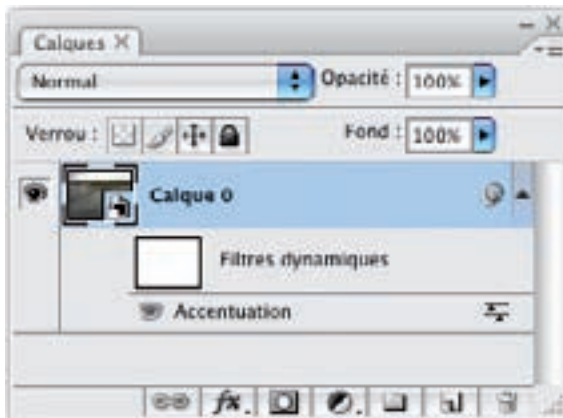 Calques
Normal Opacité : 100%
Verrou : Fond : 100%
Calque 0
Filtres dynamiques
Accentuation
fx.